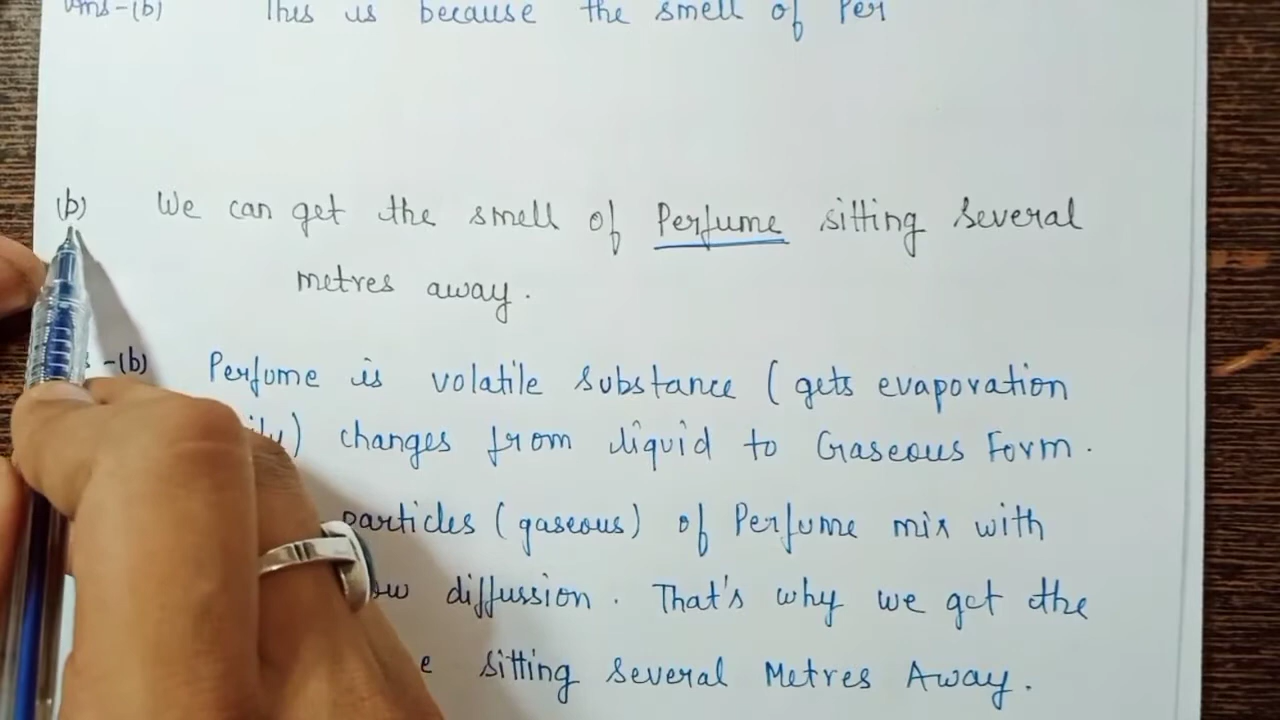 Ans-(b) This is because the smell of Per
(b) We can get the smell of Perfume sitting several
metres away.
-(b) Perfume is volatile substance (gets evaporation
changes from liquid to Gaseous Form.
particles (gaseous) of Perfume mix with
diffussion. That's why we get the
sitting several Metres Away.